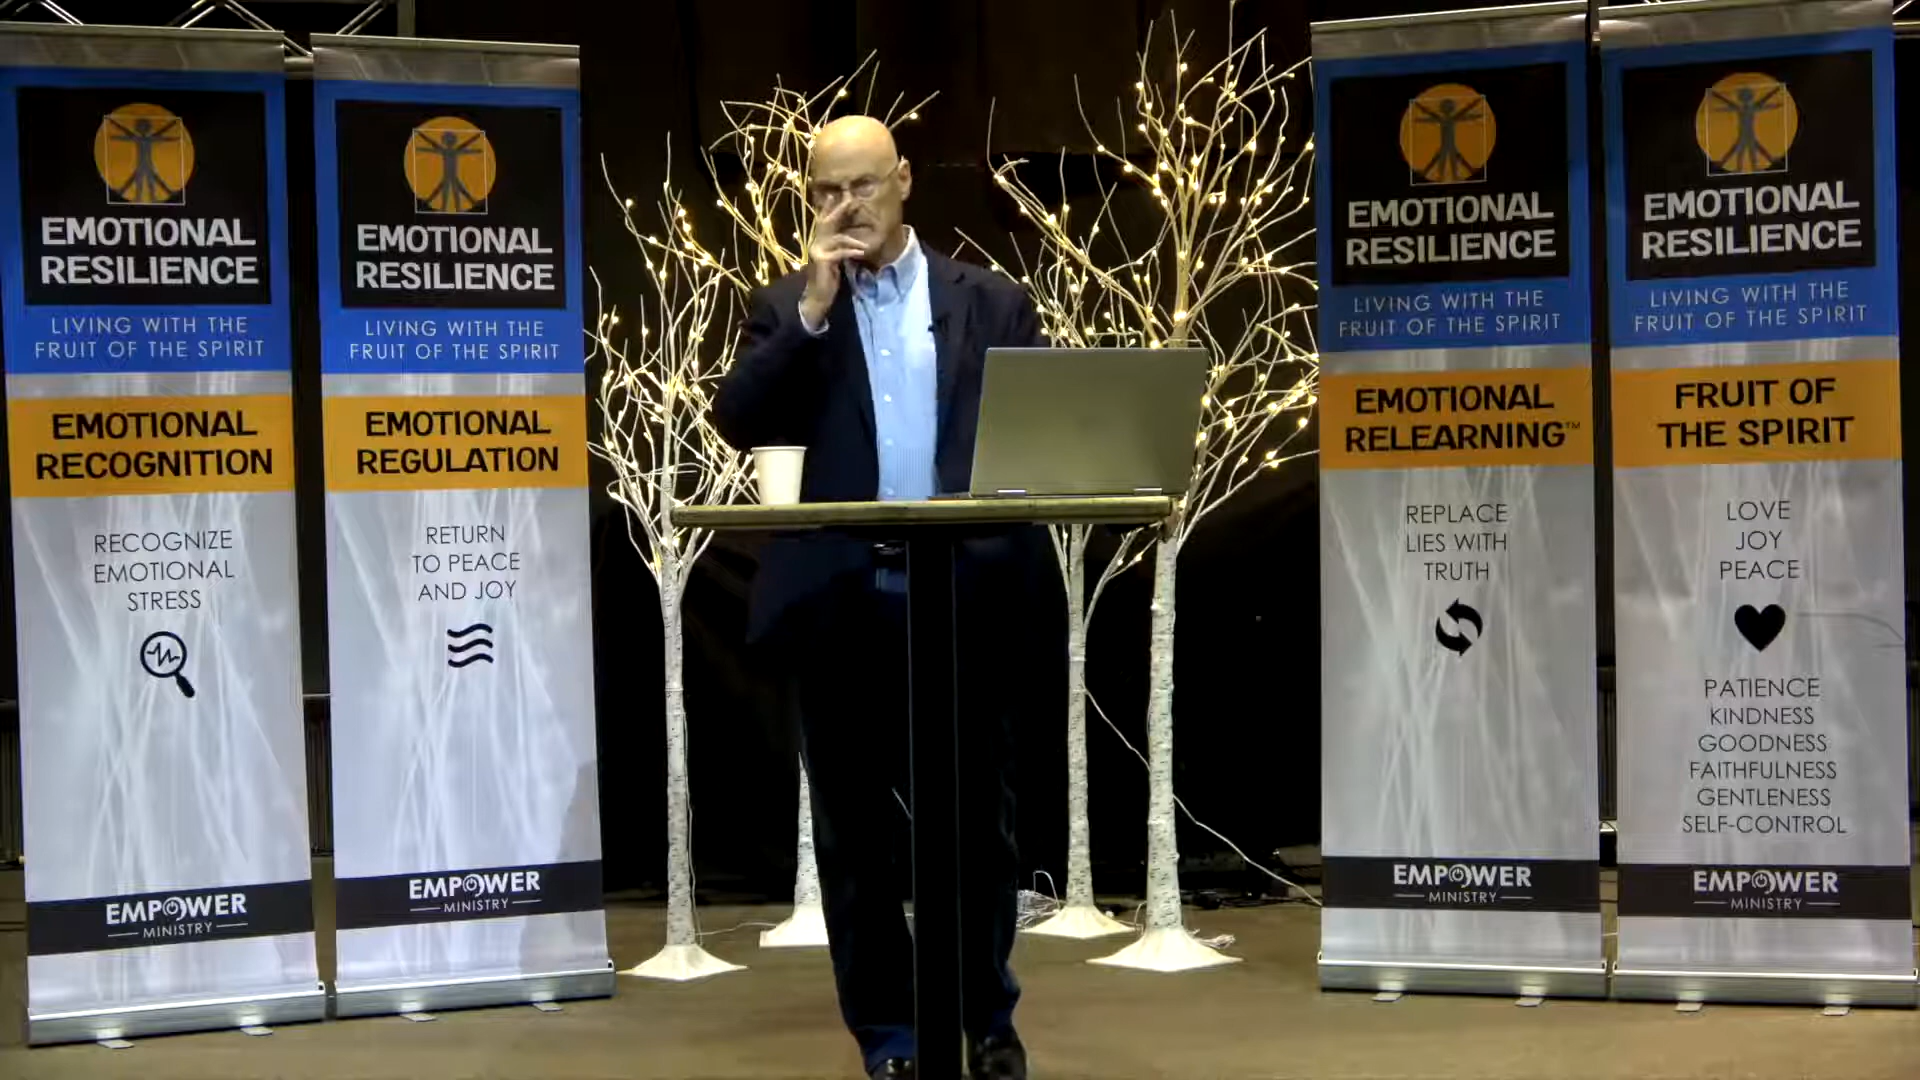 EMOTIONAL
RESILIENCE
LIVING WITH THE
FRUIT OF THE SPIRIT
EMOTIONAL
RECOGNITION
RECOGNIZE
EMOTIONAL
STRESS
EMPOWER
MINISTRY
EMOTIONAL
RESILIENCE
LIVING WITH THE
FRUIT OF THE SPIRIT
EMOTIONAL
REGULATION
RETURN
TO PEACE
AND JOY
EMPOWER
MINISTRY
EMOTIONAL
RESILIENCE
LIVING WITH THE
FRUIT OF THE SPIRIT
EMOTIONAL
RELEARNING™
REPLACE
LIES WITH
TRUTH
EMPOWER
MINISTRY
EMOTIONAL
RESILIENCE
LIVING WITH THE
FRUIT OF THE SPIRIT
FRUIT OF
THE SPIRIT
LOVE
JOY
PEACE
PATIENCE
KINDNESS
GOODNESS
FAITHFULNESS
GENTLENESS
SELF-CONTROL
EMPOWER
MINISTRY